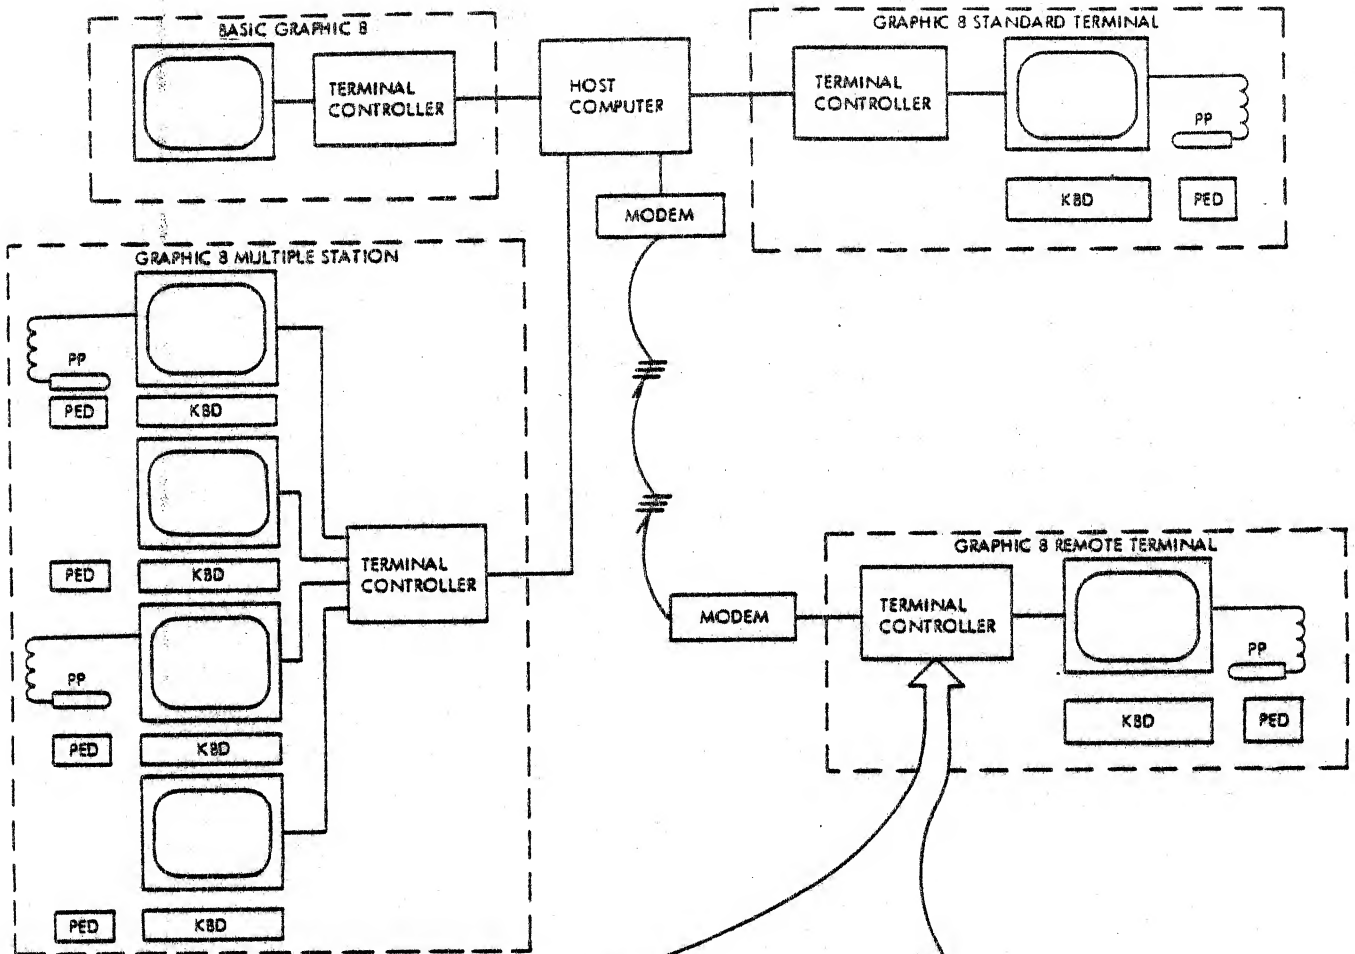 BASIC GRAPHIC 8
TERMINAL
CONTROLLER
HOST
COMPUTER
GRAPHIC 8 STANDARD TERMINAL
TERMINAL
CONTROLLER
PP
KBD
PED
MODEM
GRAPHIC 8 MULTIPLE STATION
PP
PED
KBD
PED
KBD
TERMINAL
CONTROLLER
PP
PED
KBD
PED
KBD
MODEM
GRAPHIC 8 REMOTE TERMINAL
TERMINAL
CONTROLLER
PP
KBD
PED